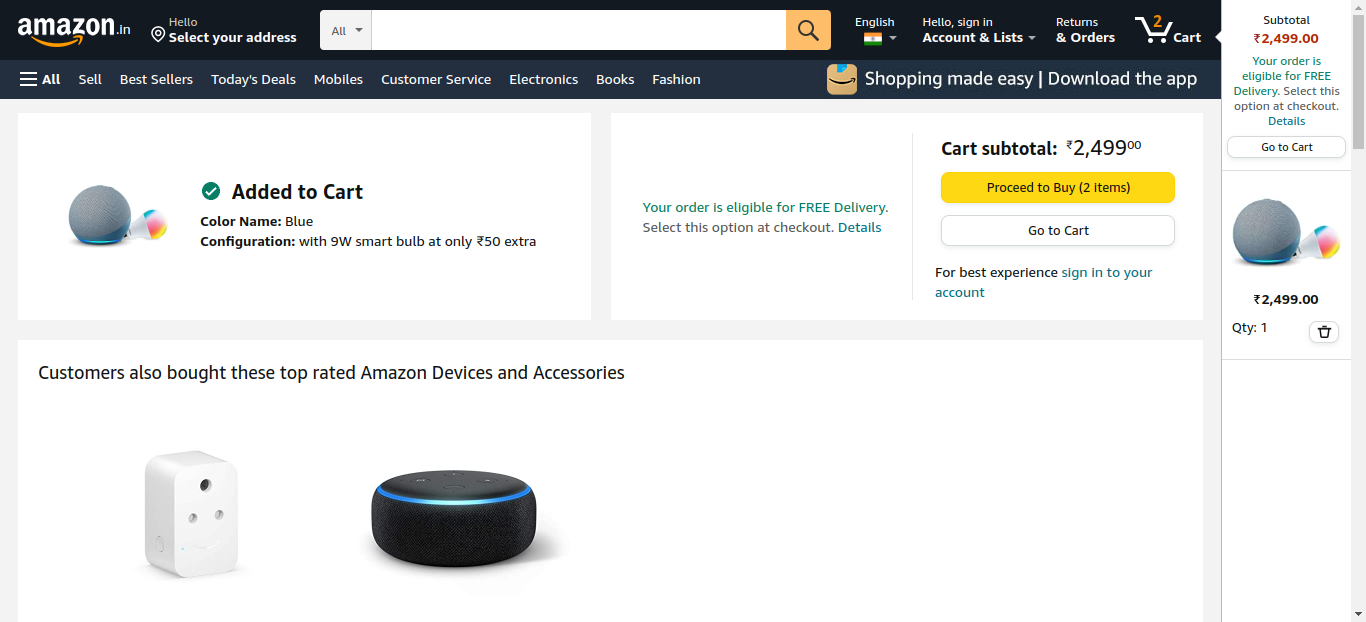 amazon.in
Hello
Select your address
All
English
Hello, sign in
Account & Lists
Returns
& Orders
2
Cart
All
Sell
Best Sellers
Today's Deals
Mobiles
Customer Service
Electronics
Books
Fashion
Shopping made easy | Download the app
Added to Cart
Color Name: Blue
Configuration: with 9W smart bulb at only ₹50 extra
Your order is eligible for FREE Delivery.
Select this option at checkout. Details
Cart subtotal: ₹2,49900
Proceed to Buy (2 items)
Go to Cart
For best experience sign in to your
account
Customers also bought these top rated Amazon Devices and Accessories
Subtotal
₹2,499.00
Your order is
eligible for FREE
Delivery. Select this
option at checkout.
Details
Go to Cart
₹2,499.00
Qty: 1